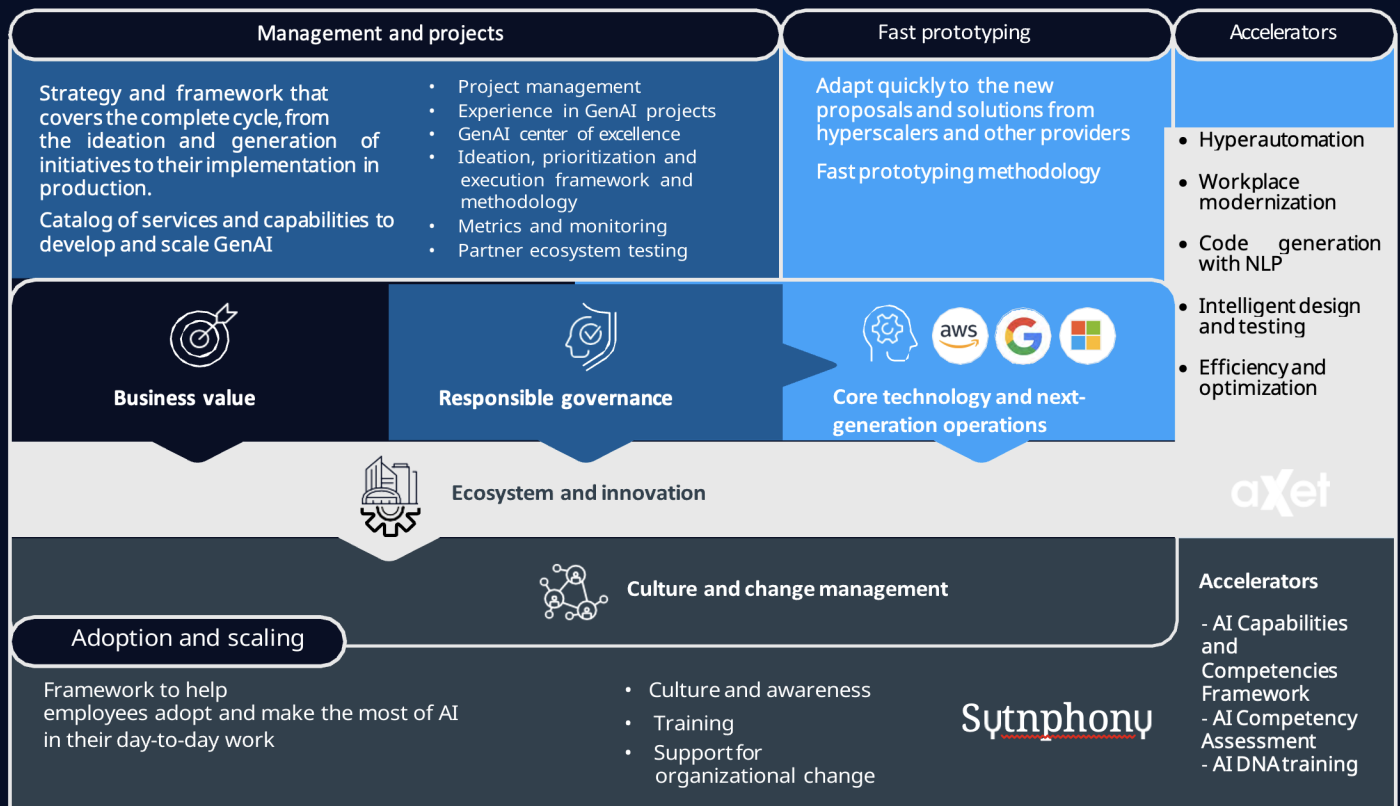 Management and projects
Fast prototyping
Accelerators
Strategy and framework that
covers the complete cycle, from
the ideation and generation of
initiatives to their implementation in
production.
Catalog of services and capabilities to
develop and scale GenAI
• Project management
• Experience in GenAI projects
• GenAI center of excellence
• Ideation, prioritization and
execution framework and
methodology
• Metrics and monitoring
• Partner ecosystem testing
Adapt quickly to the new
proposals and solutions from
hyperscalers and other providers
Fast prototyping methodology
• Hyperautomation
• Workplace
modernization
• Code generation
with NLP
• Intelligent design
and testing
• Efficiency and
optimization
Business value
Responsible governance
aws
G
Core technology and next-
generation operations
Ecosystem and innovation
axet
Culture and change management
Adoption and scaling
Framework to help
employees adopt and make the most of AI
in their day-to-day work
• Culture and awareness
• Training
• Support for
organizational change
Sytnphony
Accelerators
- AI Capabilities
and
Competencies
Framework
- AI Competency
Assessment
- AI DNA training